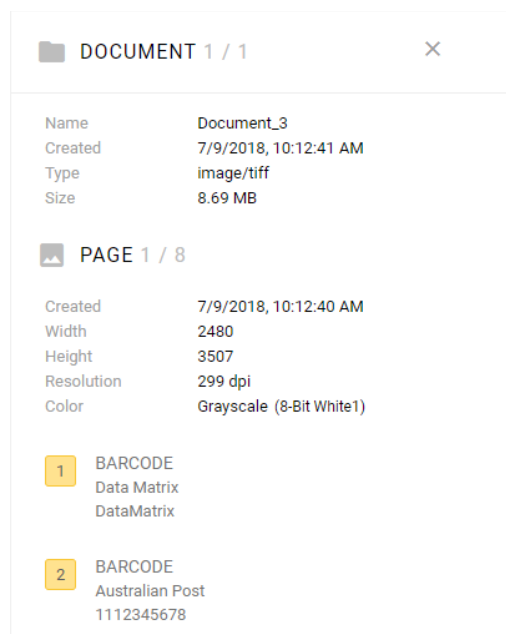 DOCUMENT 1 / 1
Name Document_3
Created 7/9/2018, 10:12:41 AM
Type image/tiff
Size 8.69 MB
PAGE 1 / 8
Created 7/9/2018, 10:12:40 AM
Width 2480
Height 3507
Resolution 299 dpi
Color Grayscale (8-Bit White1)
1 BARCODE
Data Matrix
DataMatrix
2 BARCODE
Australian Post
1112345678